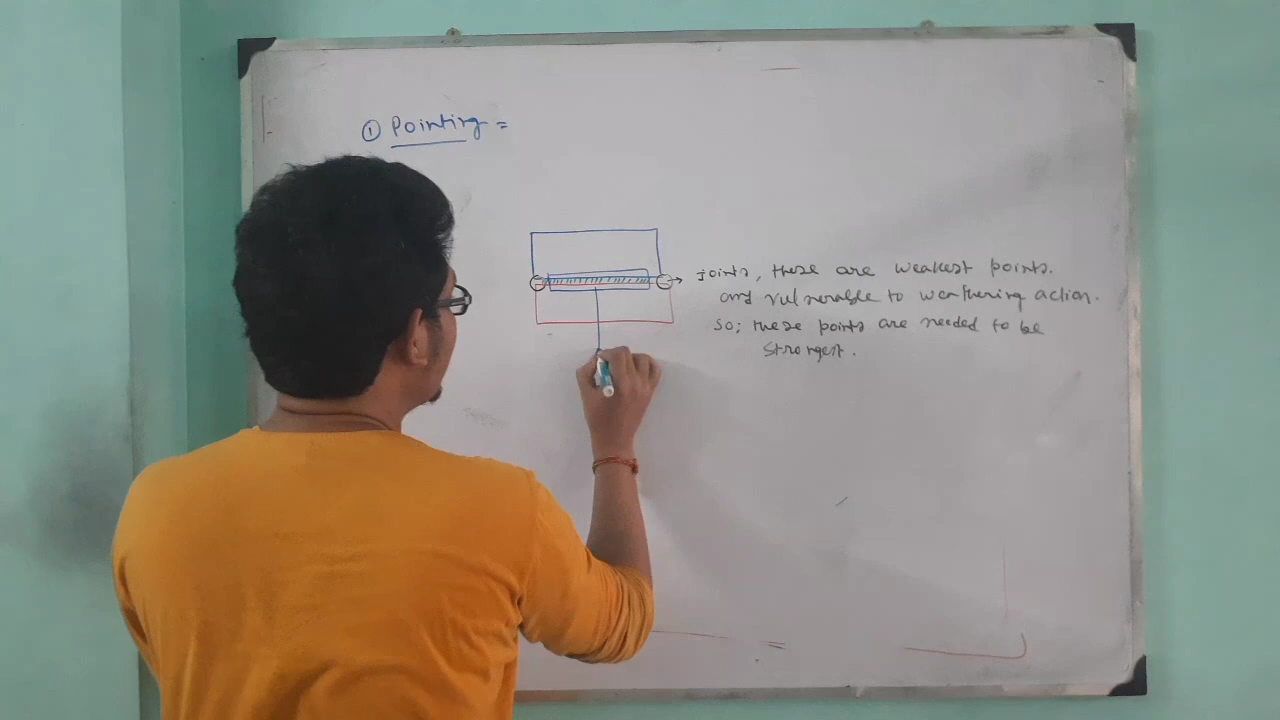 ① Pointing =
Joints, these are weakest points.
and vulnerable to weathering action.
so; these points are needed to be
strongest.